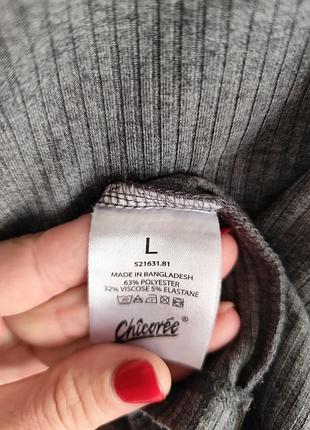 L
521631.81
MADE IN BANGLADESH
63% POLYESTER
32% VISCOSE 5% ELASTANE
Chicorée®